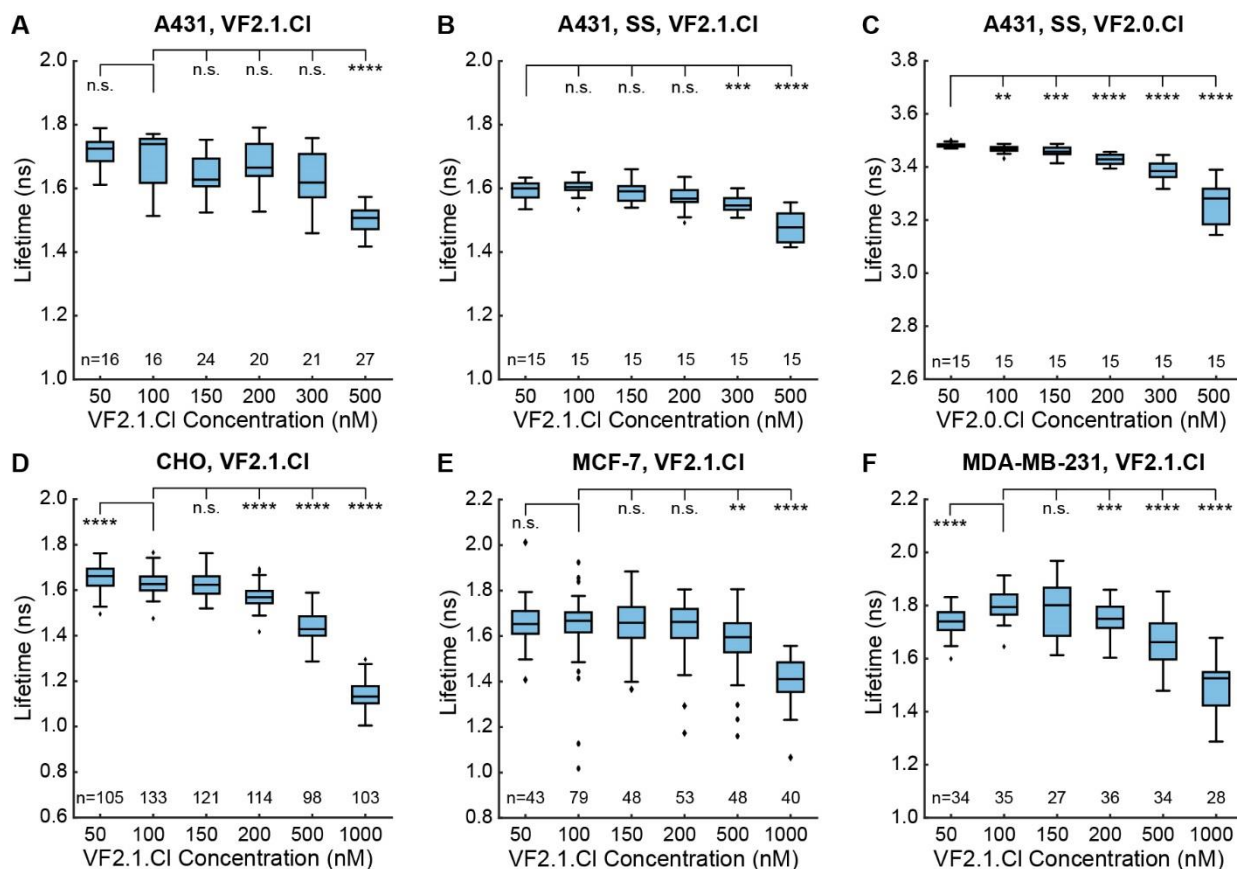 A
A431, VF2.1.Cl
2.0
1.8
1.6
1.4
1.2
1.0
Lifetime (ns)
n.s.
n.s. n.s. n.s. ****
n=16 16 24 20 21 27
50 100 150 200 300 500
VF2.1.Cl Concentration (nM)
B
A431, SS, VF2.1.Cl
2.0
1.8
1.6
1.4
1.2
1.0
Lifetime (ns)
n.s. n.s. n.s. *** ****
n=15 15 15 15 15 15
50 100 150 200 300 500
VF2.1.Cl Concentration (nM)
C
A431, SS, VF2.0.Cl
3.8
3.6
3.4
3.2
3.0
2.8
2.6
Lifetime (ns)
** *** **** **** ****
n=15 15 15 15 15 15
50 100 150 200 300 500
VF2.0.Cl Concentration (nM)
D
CHO, VF2.1.Cl
2.0
1.8
1.6
1.4
1.2
1.0
0.8
0.6
Lifetime (ns)
****
n.s. **** **** ****
n=105 133 121 114 98 103
50 100 150 200 500 1000
VF2.1.Cl Concentration (nM)
E
MCF-7, VF2.1.Cl
2.2
2.0
1.8
1.6
1.4
1.2
1.0
0.8
Lifetime (ns)
n.s.
n.s. n.s. ** ****
n=43 79 48 53 48 40
50 100 150 200 500 1000
VF2.1.Cl Concentration (nM)
F
MDA-MB-231, VF2.1.Cl
2.2
2.0
1.8
1.6
1.4
1.2
1.0
Lifetime (ns)
****
n.s. *** **** ****
n=34 35 27 36 34 28
50 100 150 200 500 1000
VF2.1.Cl Concentration (nM)